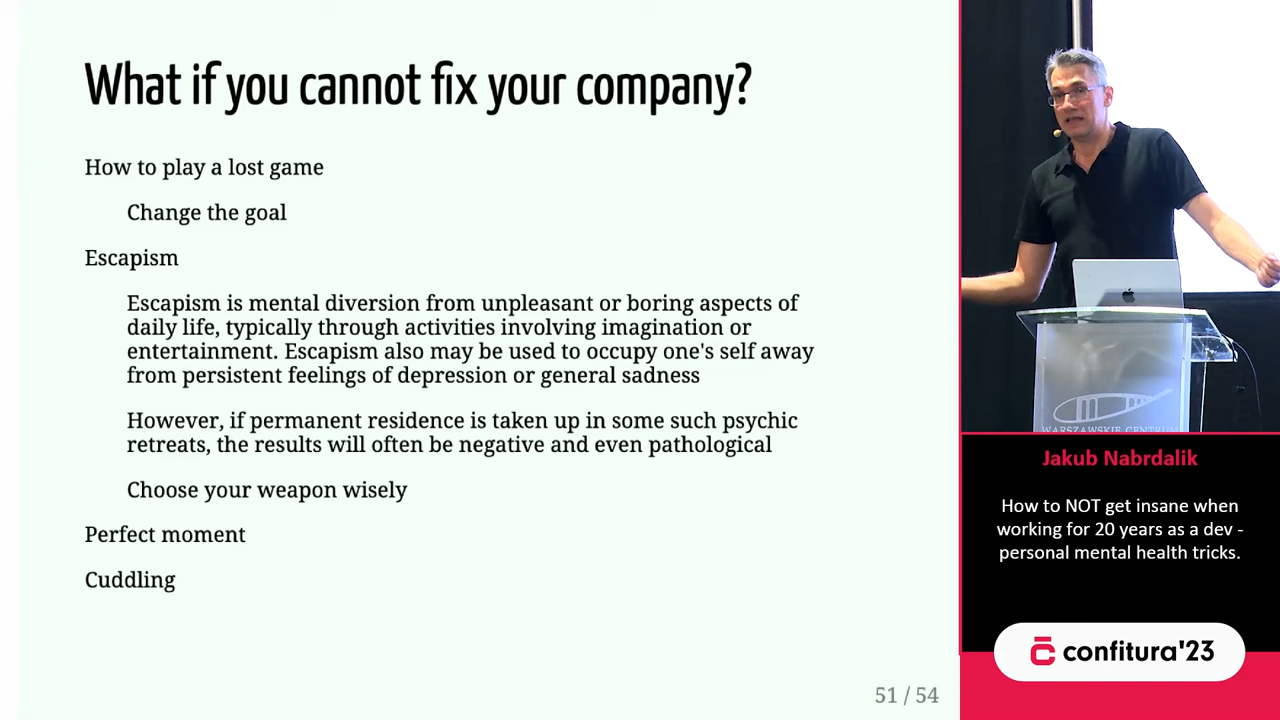 What if you cannot fix your company?
How to play a lost game
Change the goal
Escapism
Escapism is mental diversion from unpleasant or boring aspects of
daily life, typically through activities involving imagination or
entertainment. Escapism also may be used to occupy one's self away
from persistent feelings of depression or general sadness
However, if permanent residence is taken up in some such psychic
retreats, the results will often be negative and even pathological
Choose your weapon wisely
Perfect moment
Cuddling
51 / 54
WARSZAWSKIE CENTRUM
Jakub Nabrdalik
How to NOT get insane when
working for 20 years as a dev -
personal mental health tricks.
confitura'23